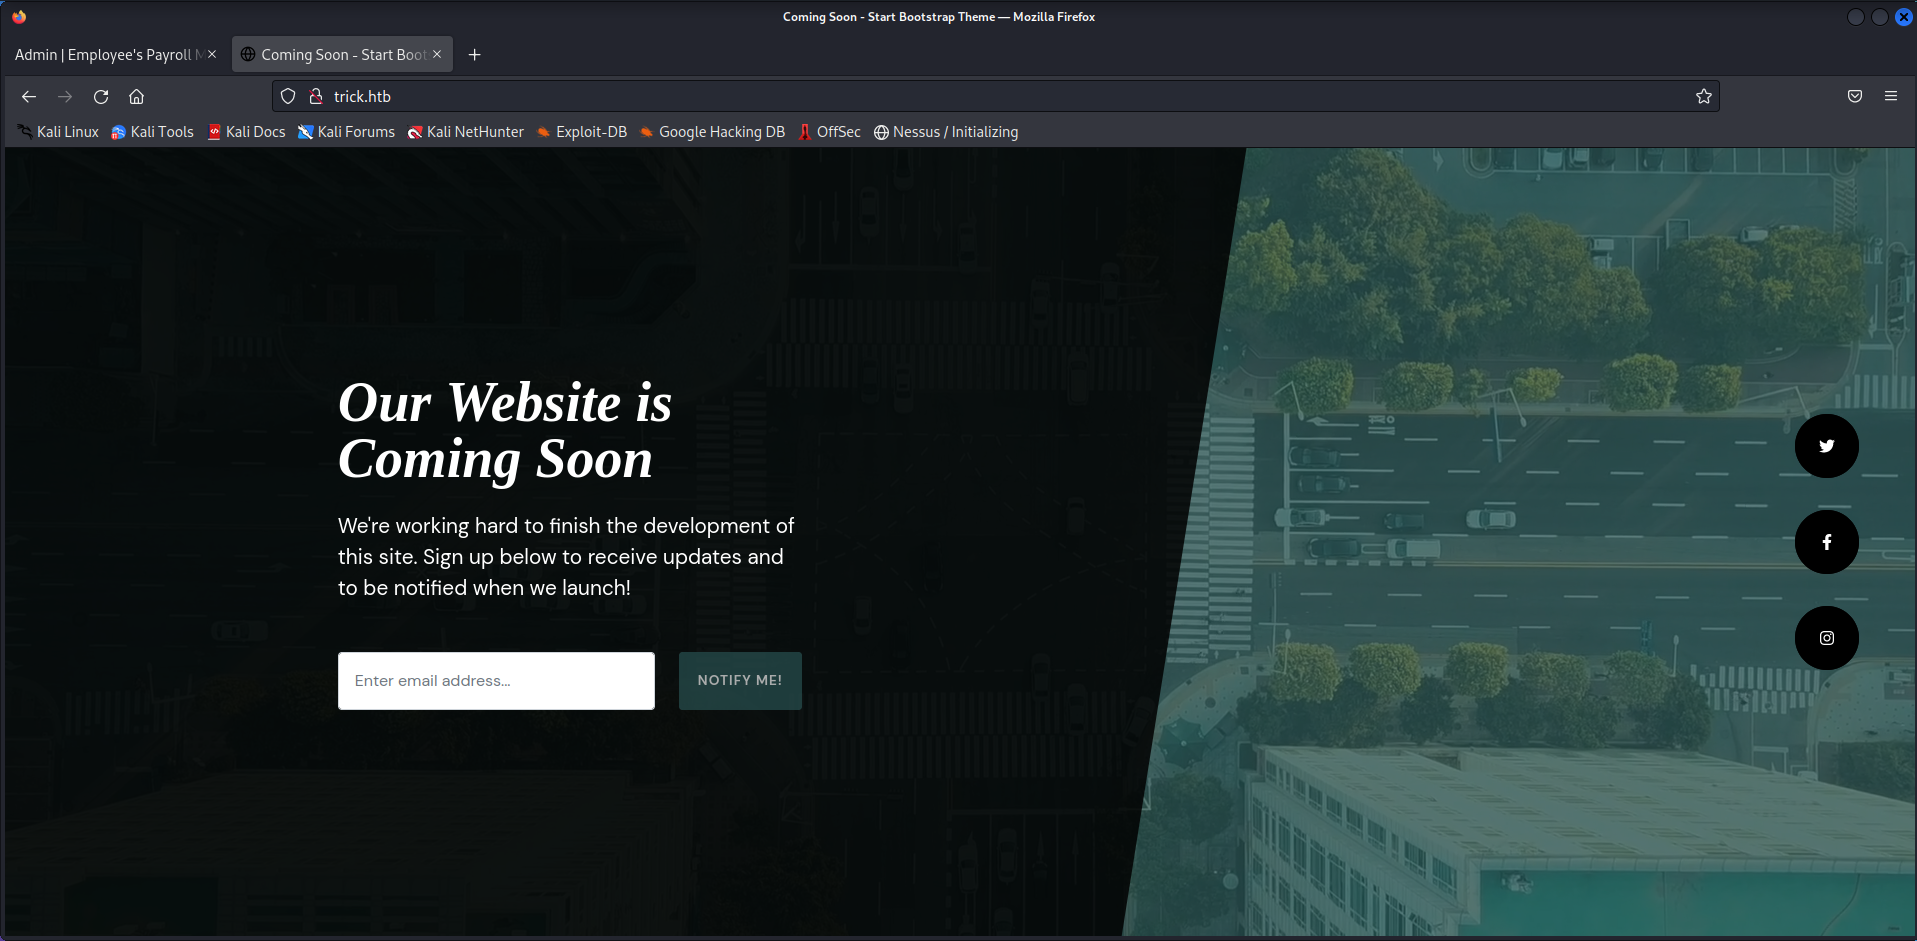 Coming Soon - Start Bootstrap Theme — Mozilla Firefox
Admin | Employee's Payroll M
Coming Soon - Start Boot
trick.htb
Kali Linux Kali Tools Kali Docs Kali Forums Kali NetHunter Exploit-DB Google Hacking DB OffSec Nessus / Initializing
Our Website is
Coming Soon
We're working hard to finish the development of
this site. Sign up below to receive updates and
to be notified when we launch!
Enter email address...
NOTIFY ME!